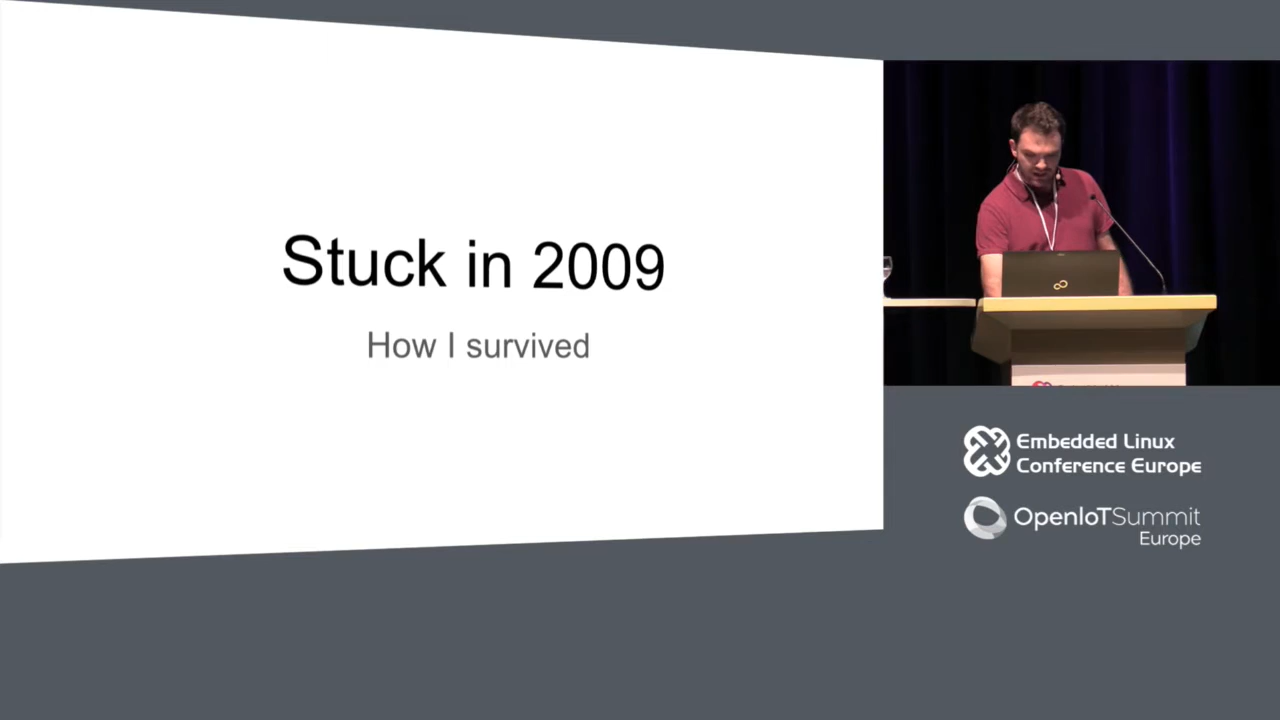 Stuck in 2009
How I survived
Embedded Linux
Conference Europe
OpenIoTSummit
Europe